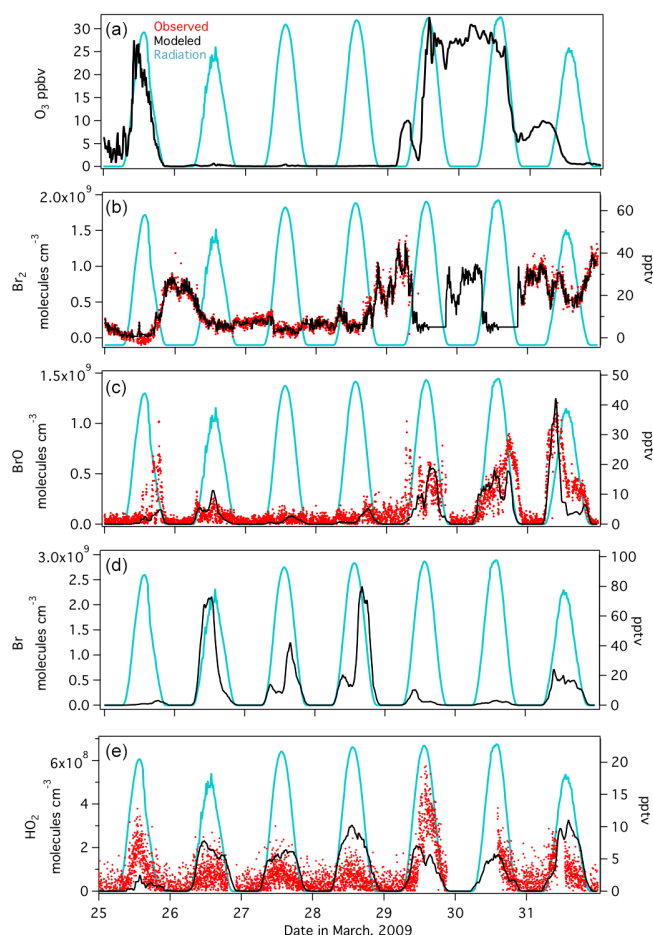 (a)
Observed
Modeled
Radiation
O3 ppbv
30
25
20
15
10
5
0
(b)
Br2
molecules cm-3
2.0x10^9
1.5
1.0
0.5
0.0
pptv
60
40
20
0
(c)
BrO
molecules cm-3
1.5x10^9
1.0
0.5
0.0
pptv
50
40
30
20
10
0
(d)
Br
molecules cm-3
3.0x10^9
2.5
2.0
1.5
1.0
0.5
0.0
pptv
100
80
60
40
20
0
(e)
HO2
molecules cm-3
6x10^8
4
2
0
pptv
20
15
10
5
0
25 26 27 28 29 30 31
Date in March, 2009